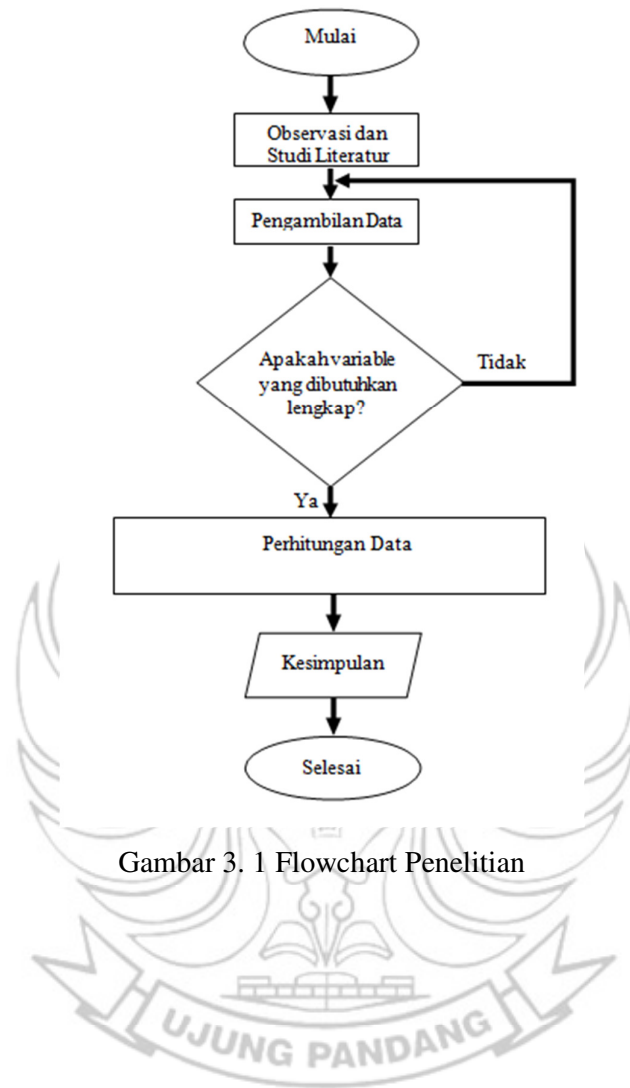 Mulai
Observasi dan
Studi Literatur
Pengambilan Data
Apakah variable
yang dibutuhkan
lengkap?
Tidak
Ya
Perhitungan Data
Kesimpulan
Selesai
Gambar 3. 1 Flowchart Penelitian
UJUNG PANDANG